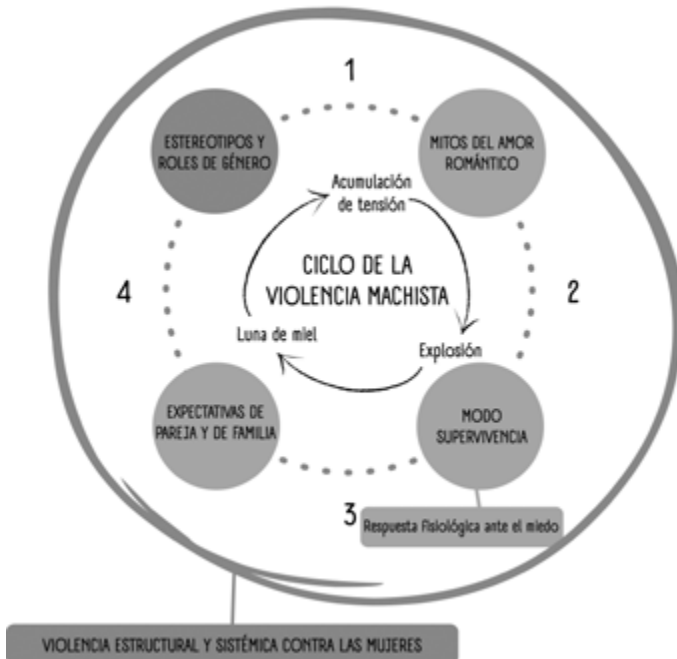 1
ESTEREOTIPOS Y
ROLES DE GÉNERO
MITOS DEL AMOR
ROMÁNTICO
Acumulación
de tensión
CICLO DE LA
VIOLENCIA MACHISTA
4
2
Luna de miel
Explosión
EXPECTATIVAS DE
PAREJA Y DE FAMILIA
MODO
SUPERVIVENCIA
3
Respuesta fisiológica ante el miedo
VIOLENCIA ESTRUCTURAL Y SISTÉMICA CONTRA LAS MUJERES